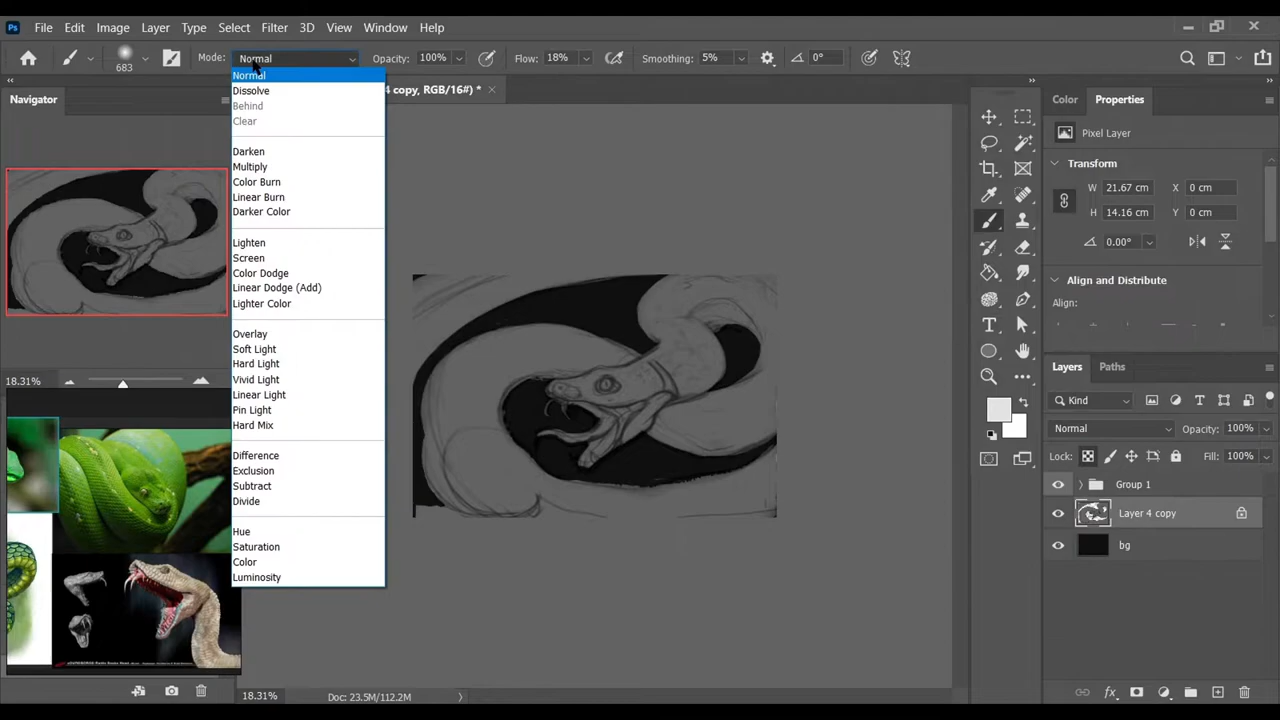 Ps File Edit Image Layer Type Select Filter 3D View Window Help
683 Mode: Normal Opacity: 100% Flow: 18% Smoothing: 5% 0°
4 copy, RGB/16#) *
Navigator
Normal
Dissolve
Behind
Clear
Darken
Multiply
Color Burn
Linear Burn
Darker Color
Lighten
Screen
Color Dodge
Linear Dodge (Add)
Lighter Color
Overlay
Soft Light
Hard Light
Vivid Light
Linear Light
Pin Light
Hard Mix
Difference
Exclusion
Subtract
Divide
Hue
Saturation
Color
Luminosity
18.31%
18.31% Doc: 23.5M/112.2M
Color Properties
Pixel Layer
Transform
W 21.67 cm X 0 cm
H 14.16 cm Y 0 cm
0.00°
Align and Distribute
Align:
Layers Paths
Kind
Normal Opacity: 100%
Lock: Fill: 100%
Group 1
Layer 4 copy
bg